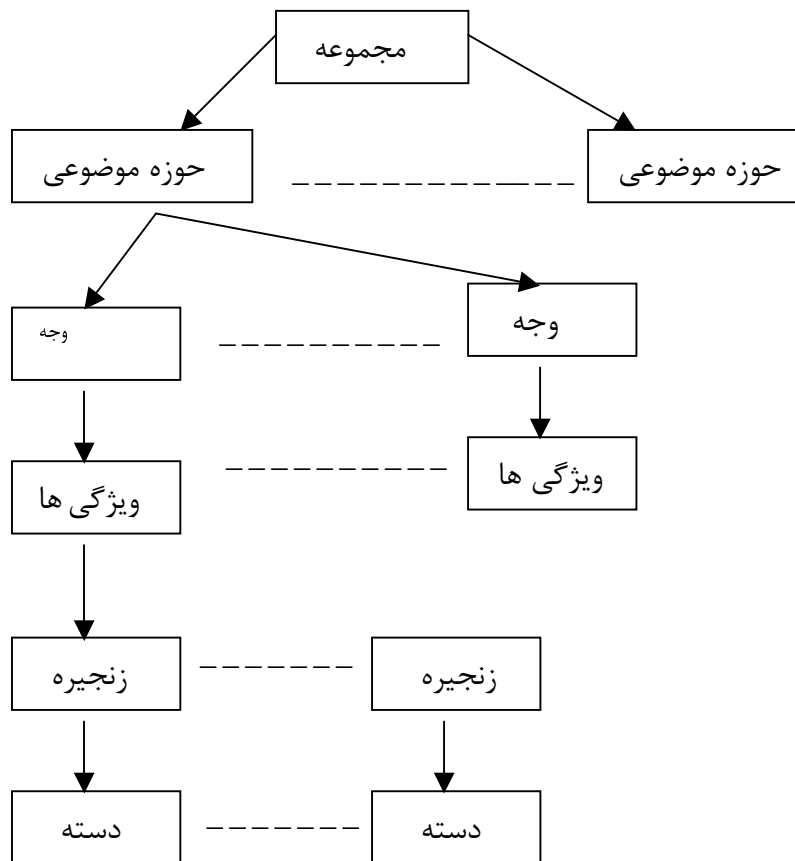 مجموعه
حوزه موضوعی
حوزه موضوعی
وجه
وجه
ویژگی ها
ویژگی ها
زنجیره
زنجیره
دسته
دسته